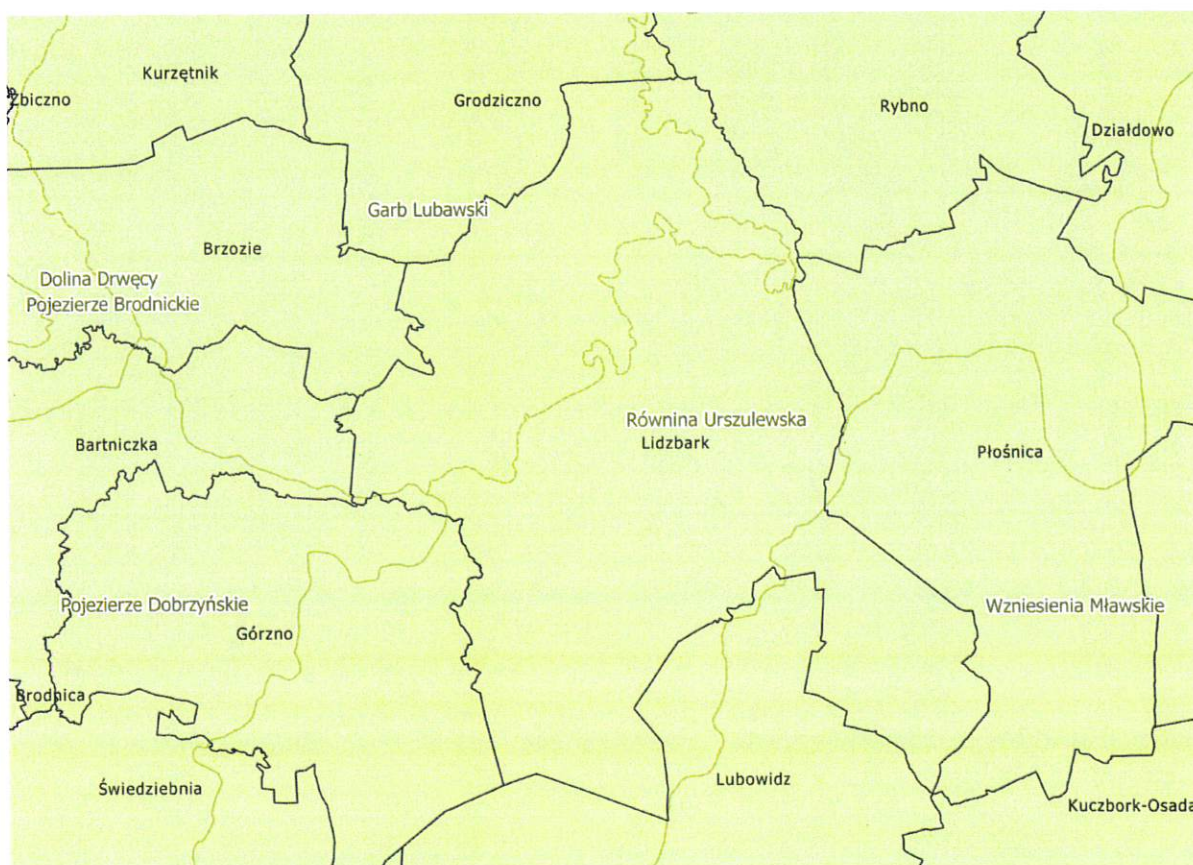 Kurzętnik
Zbiczno
Grodziczno
Rybno
Działdowo
Garb Lubawski
Brzozie
Dolina Drwęcy
Pojezierze Brodnickie
Równina Urszulewska
Lidzbark
Bartniczka
Płośnica
Pojezierze Dobrzyńskie
Wzniesienia Mławskie
Górzno
Brodnica
Świedziebnia
Lubowidz
Kuczbork-Osada